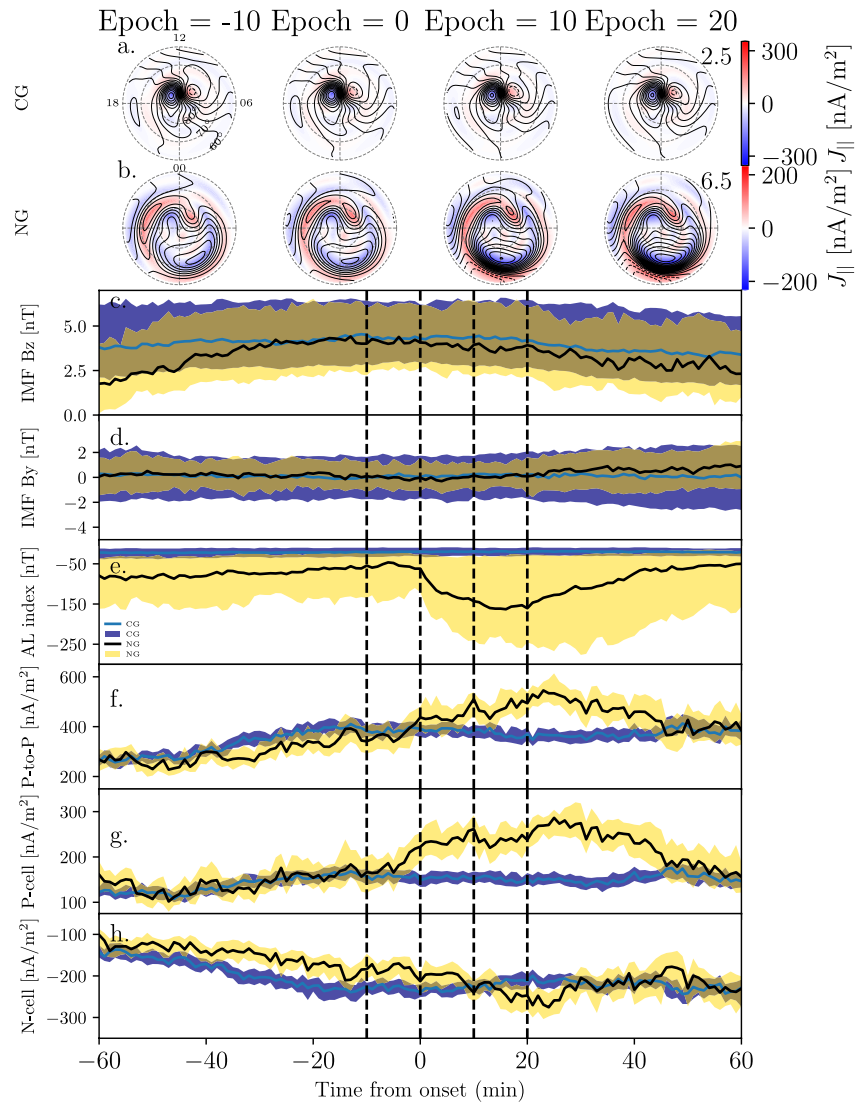 Epoch = -10 Epoch = 0 Epoch = 10 Epoch = 20
a.
12
18
06
00
80°
70°
60°
CG
2.5
300
0
−300
J|| [nA/m²]
b.
NG
6.5
200
0
−200
J|| [nA/m²]
c.
IMF Bz [nT]
5.0
2.5
0.0
d.
IMF By [nT]
2
0
−2
−4
e.
AL index [nT]
−50
−150
−250
CG
CG
NG
NG
f.
P-to-P [nA/m²]
600
400
200
g.
P-cell [nA/m²]
300
200
100
h.
N-cell [nA/m²]
−100
−200
−300
−60 −40 −20 0 20 40 60
Time from onset (min)